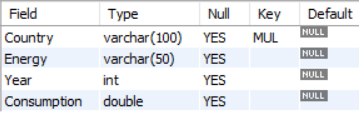 Field Type Null Key Default
Country varchar(100) YES MUL NULL
Energy varchar(50) YES NULL
Year int YES NULL
Consumption double YES NULL